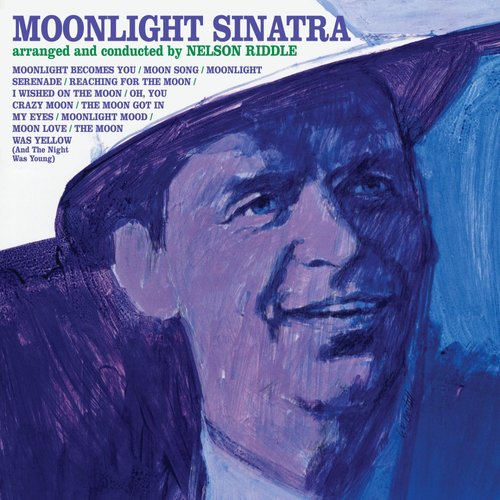 MOONLIGHT SINATRA
arranged and conducted by NELSON RIDDLE
MOONLIGHT BECOMES YOU / MOON SONG / MOONLIGHT
SERENADE / REACHING FOR THE MOON /
I WISHED ON THE MOON / OH, YOU
CRAZY MOON / THE MOON GOT IN
MY EYES / MOONLIGHT MOOD /
MOON LOVE / THE MOON
WAS YELLOW
(And The Night
Was Young)